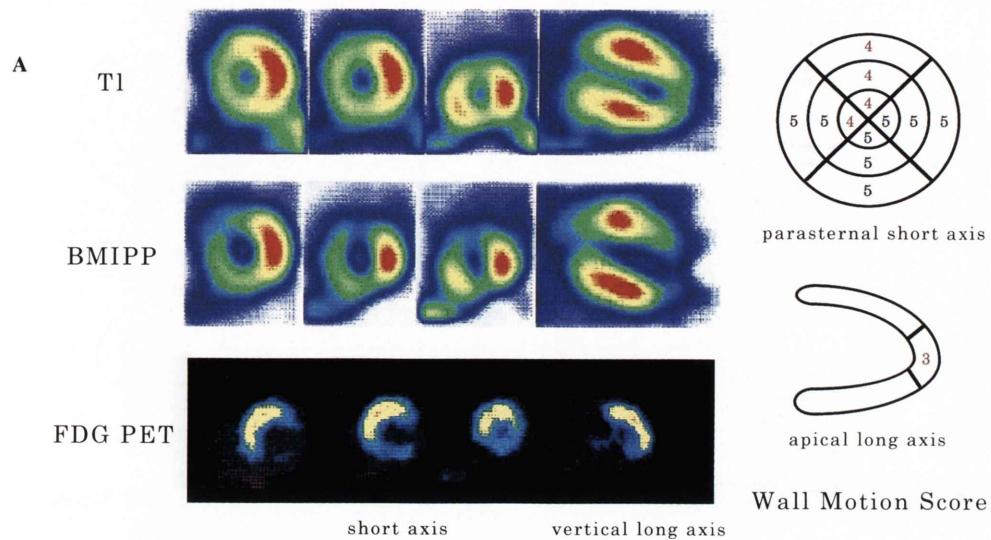 A
Tl
BMIPP
FDG PET
short axis
vertical long axis
4
4
4
5 5 4 5 5 5
5
5
5
parasternal short axis
3
apical long axis
Wall Motion Score